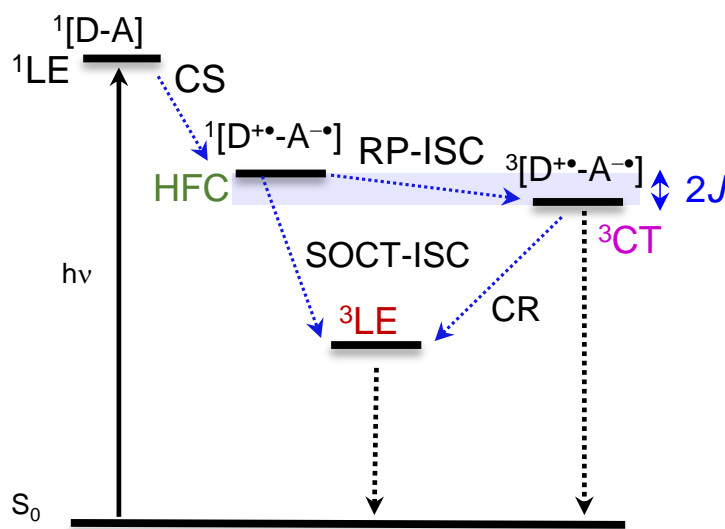 ¹[D-A]
¹LE
CS
¹[D⁺•-A⁻•]
RP-ISC
³[D⁺•-A⁻•]
HFC
2J
³CT
SOCT-ISC
hν
³LE
CR
S₀